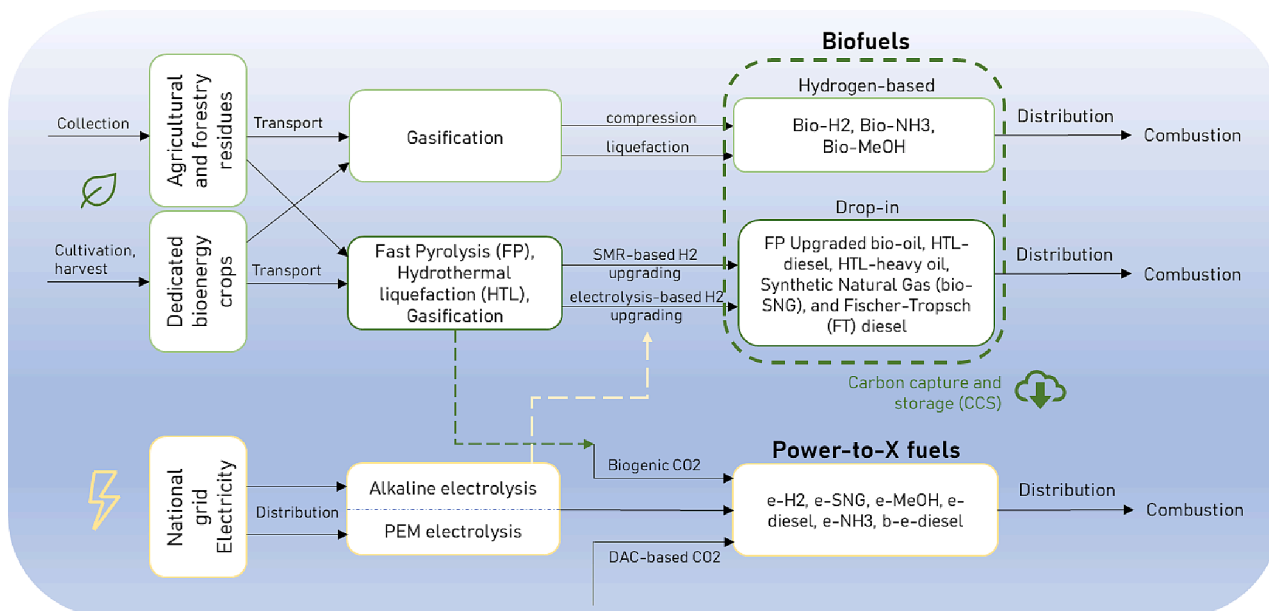 Biofuels
Hydrogen-based
Collection
Agricultural
and forestry
residues
Transport
Gasification
compression
liquefaction
Bio-H2, Bio-NH3,
Bio-MeOH
Distribution
Combustion
Cultivation,
harvest
Dedicated
bioenergy
crops
Transport
Fast Pyrolysis (FP),
Hydrothermal
liquefaction (HTL),
Gasification
SMR-based H2
upgrading
electrolysis-based H2
upgrading
Drop-in
FP Upgraded bio-oil, HTL-
diesel, HTL-heavy oil,
Synthetic Natural Gas (bio-
SNG), and Fischer-Tropsch
(FT) diesel
Distribution
Combustion
Carbon capture and
storage (CCS)
Power-to-X fuels
National
grid
Electricity
Distribution
Alkaline electrolysis
PEM electrolysis
Biogenic CO2
DAC-based CO2
e-H2, e-SNG, e-MeOH, e-
diesel, e-NH3, b-e-diesel
Distribution
Combustion